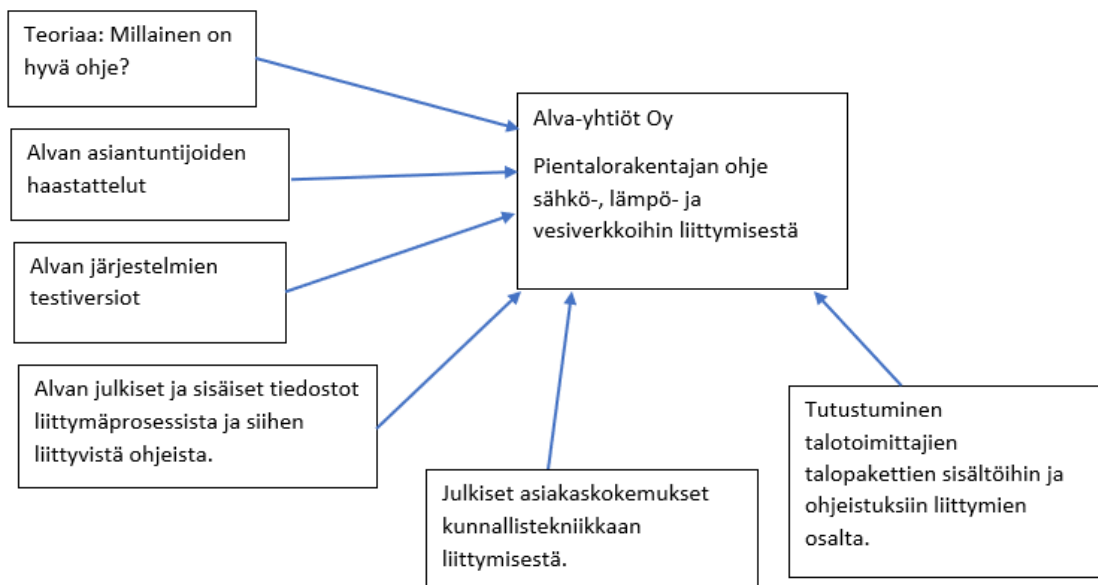 Teoriaa: Millainen on
hyvä ohje?
Alvan asiantuntijoiden
haastattelut
Alvan järjestelmien
testiversiot
Alvan julkiset ja sisäiset tiedostot
liittymäprosessista ja siihen
liittyvistä ohjeista.
Julkiset asiakaskokemukset
kunnallistekniikkaan
liittymisestä.
Tutustuminen
talotoimittajien
talopakettien sisältöihin ja
ohjeistuksiin liittymien
osalta.
Alva-yhtiöt Oy
Pientalorakentajan ohje
sähkö-, lämpö- ja
vesiverkkoihin liittymisestä